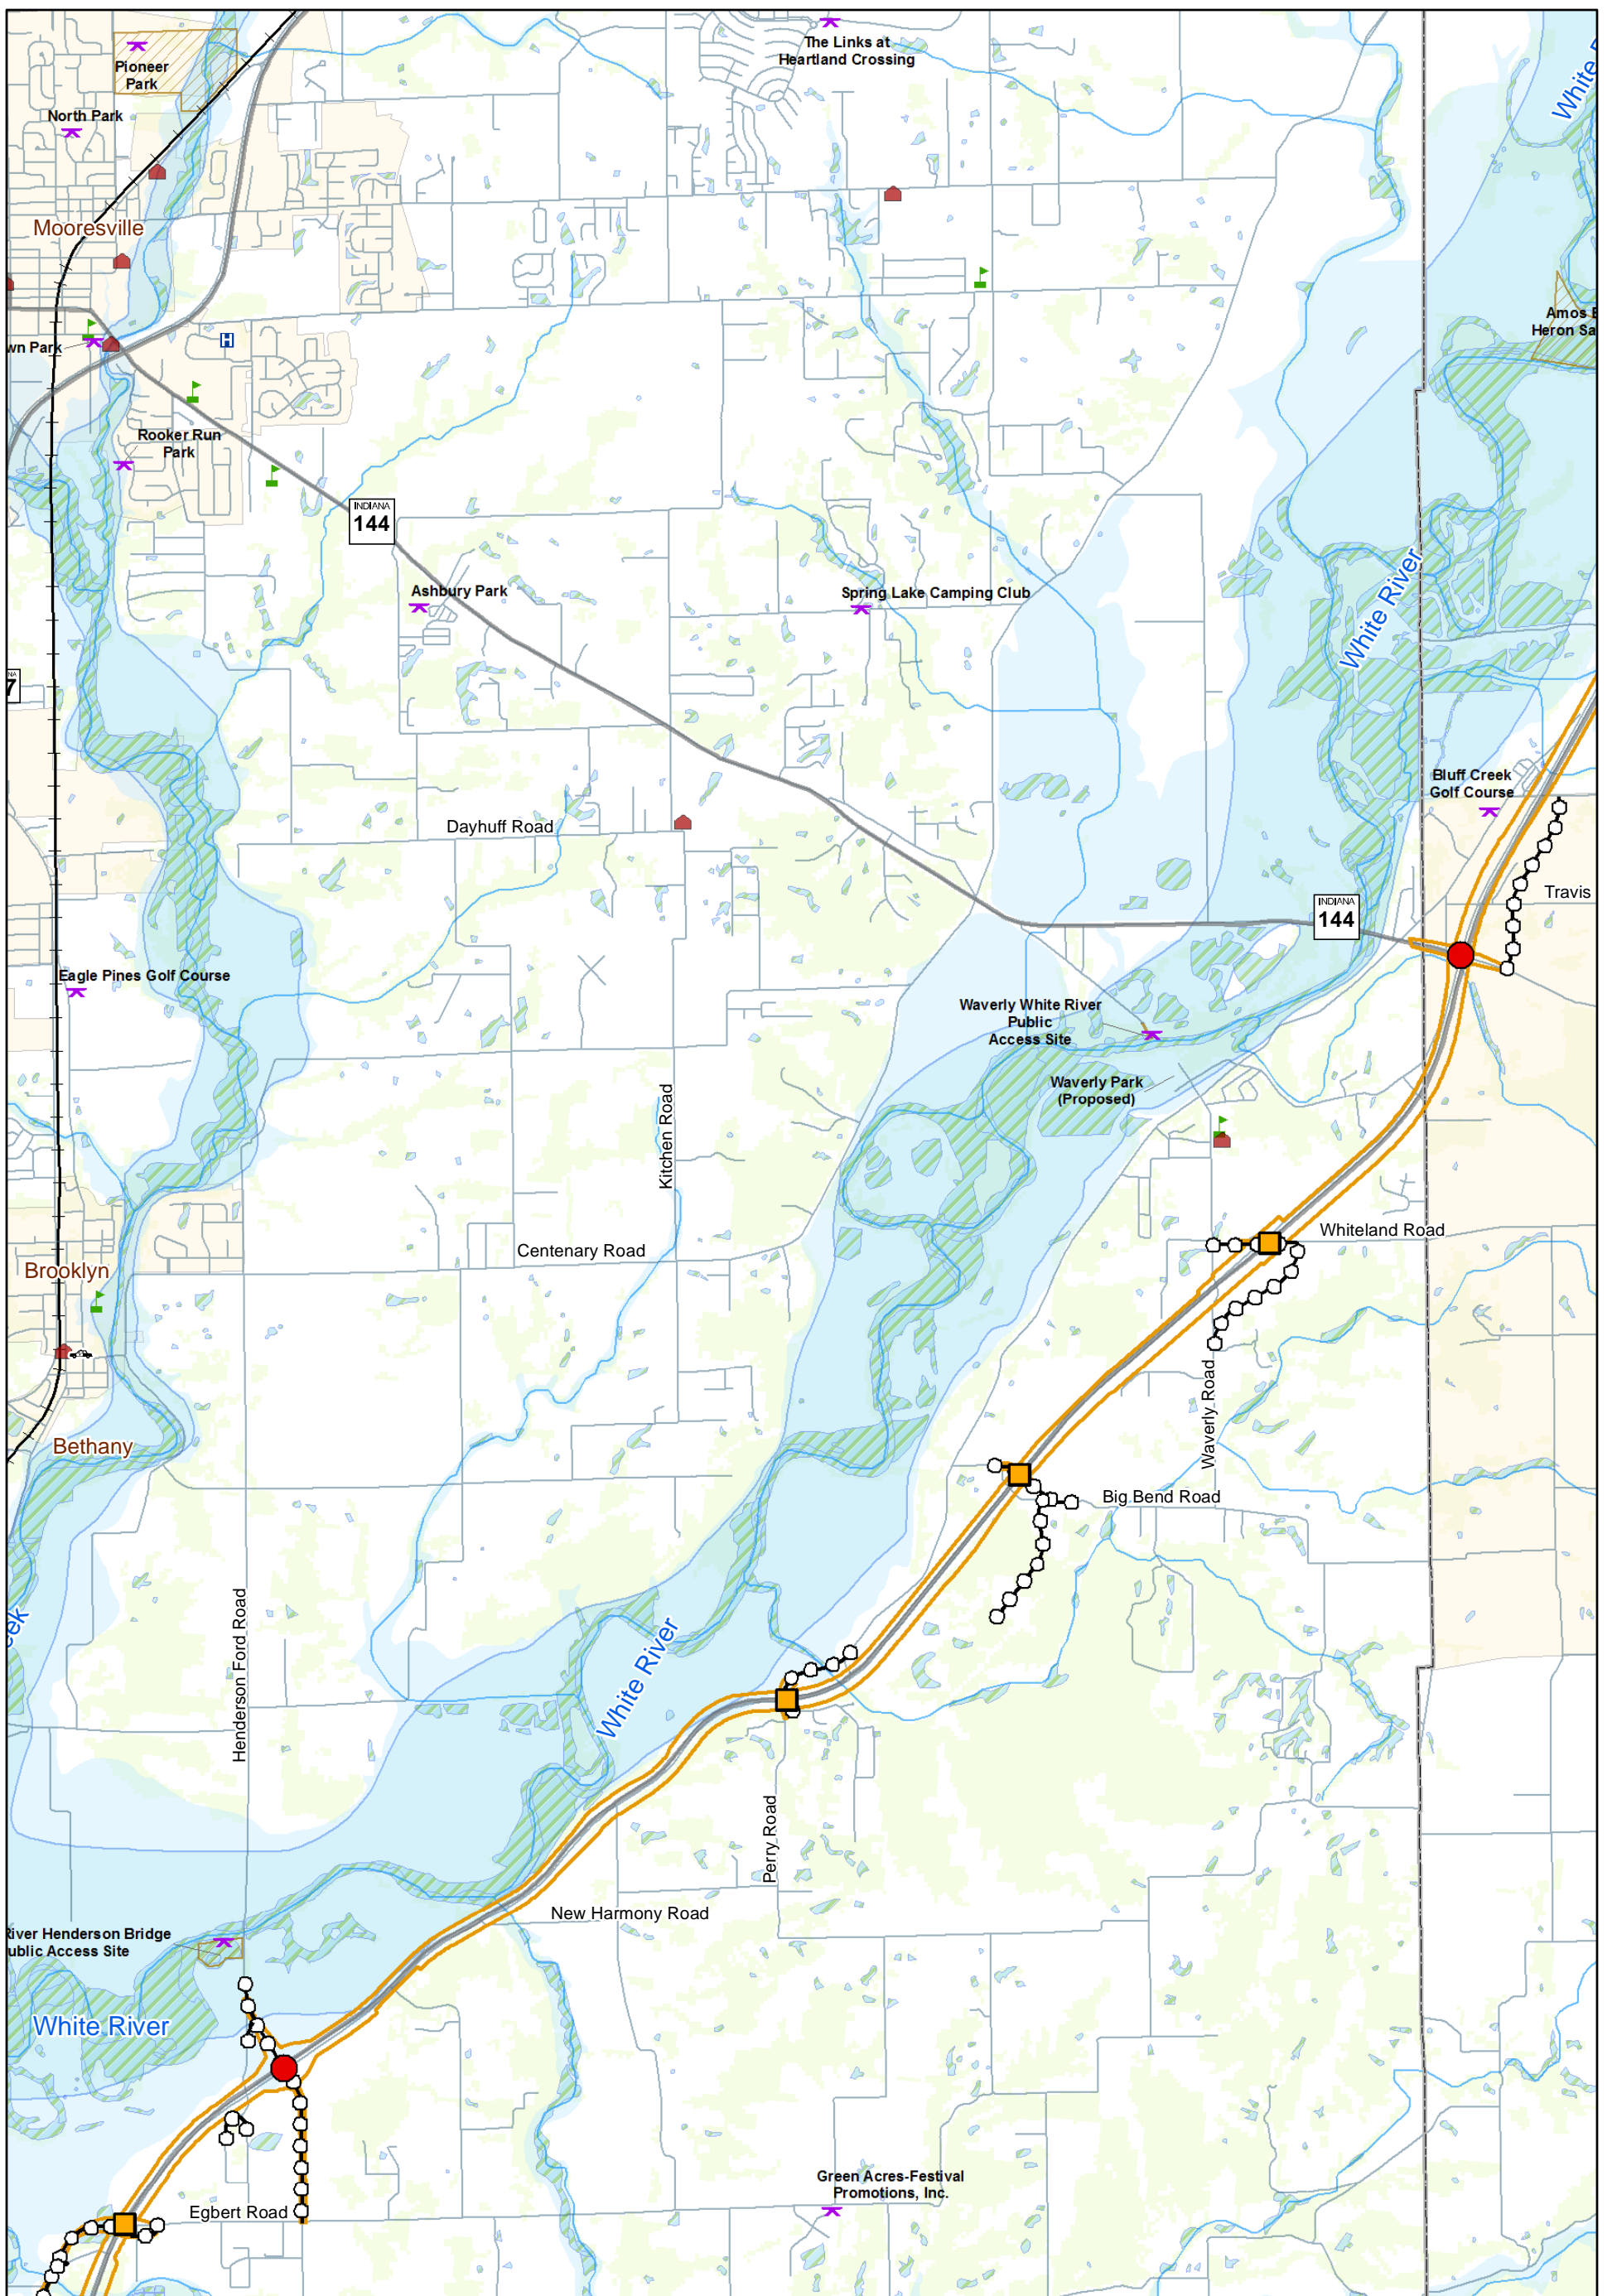 The Links at
Heartland Crossing
Pioneer
Park
North Park
White
Mooresville
H
wn Park
Amos
Heron Sa
Rooker Run
Park
INDIANA
144
Ashbury Park
Spring Lake Camping Club
White River
7
Bluff Creek
Golf Course
Dayhuff Road
Travis
INDIANA
144
Eagle Pines Golf Course
Waverly White River
Public
Access Site
Waverly Park
(Proposed)
Kitchen Road
Whiteland Road
Centenary Road
Brooklyn
Waverly Road
Bethany
Big Bend Road
Henderson Ford Road
eek
White River
Perry Road
New Harmony Road
River Henderson Bridge
ublic Access Site
White River
Green Acres-Festival
Promotions, Inc.
Egbert Road